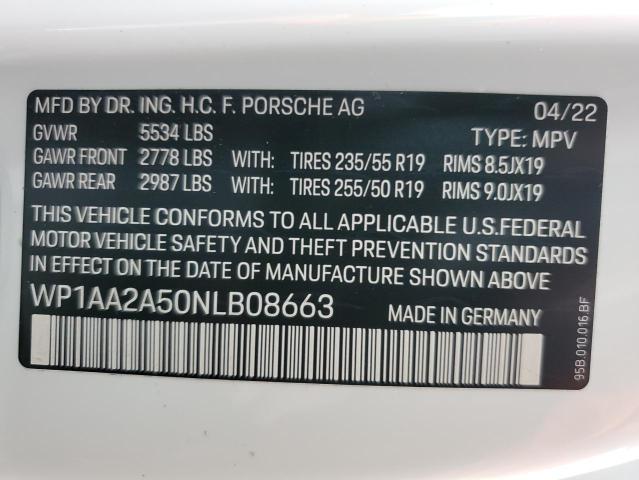 MFD BY DR. ING. H.C. F. PORSCHE AG 04/22
GVWR 5534 LBS TYPE: MPV
GAWR FRONT 2778 LBS WITH: TIRES 235/55 R19 RIMS 8.5JX19
GAWR REAR 2987 LBS WITH: TIRES 255/50 R19 RIMS 9.0JX19
THIS VEHICLE CONFORMS TO ALL APPLICABLE U.S.FEDERAL
MOTOR VEHICLE SAFETY AND THEFT PREVENTION STANDARDS
IN EFFECT ON THE DATE OF MANUFACTURE SHOWN ABOVE
WP1AA2A50NLB08663 MADE IN GERMANY
95B.010.016 BF